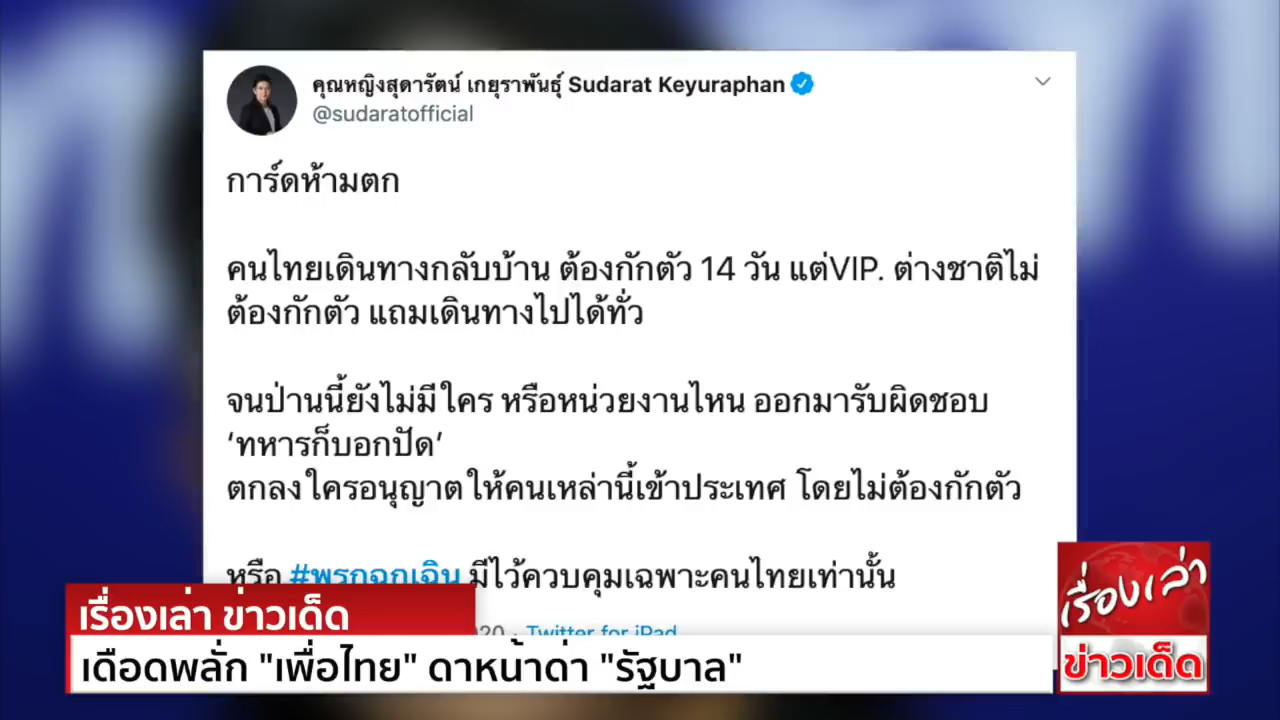 คุณหญิงสุดารัตน์ เกยุราพันธุ์ Sudarat Keyuraphan
@sudaratofficial
การ์ดห้ามตก
คนไทยเดินทางกลับบ้าน ต้องกักตัว 14 วัน แต่VIP. ต่างชาติไม่
ต้องกักตัว แถมเดินทางไปได้ทั่ว
จนป่านนี้ยังไม่มีใคร หรือหน่วยงานไหน ออกมารับผิดชอบ
‘ทหารก็บอกปัด’
ตกลงใครอนุญาตให้คนเหล่านี้เข้าประเทศ โดยไม่ต้องกักตัว
หรือ #พรกฉุกเฉิน มีไว้ควบคุมเฉพาะคนไทยเท่านั้น
20 · Twitter for iPad
เรื่องเล่า ข่าวเด็ด
เดือดพลั่ก "เพื่อไทย" ดาหน้าด่า "รัฐบาล"
เรื่องเล่า
ข่าวเด็ด